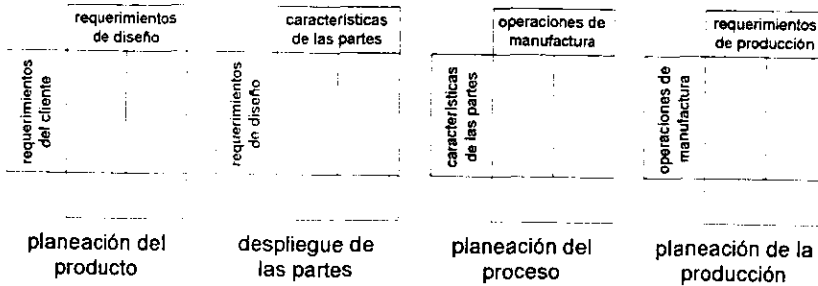 requerimientos
de diseño
requerimientos
del cliente
planeación del
producto
características
de las partes
requerimientos
de diseño
despliegue de
las partes
operaciones de
manufactura
características
de las partes
planeación del
proceso
requerimientos
de producción
operaciones de
manufactura
planeación de la
producción